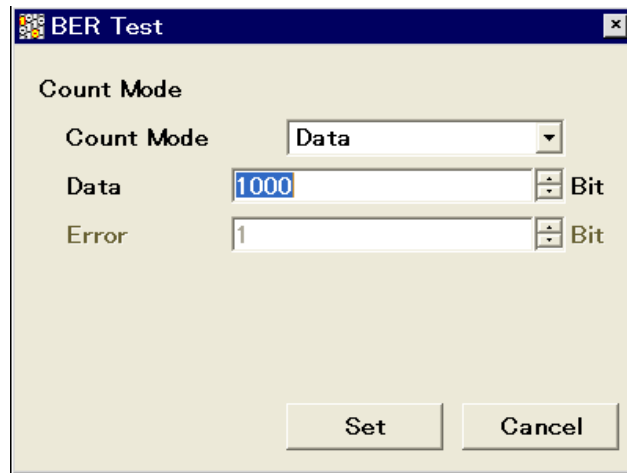 BER Test
Count Mode
Count Mode Data
Data 1000 Bit
Error 1 Bit
Set Cancel